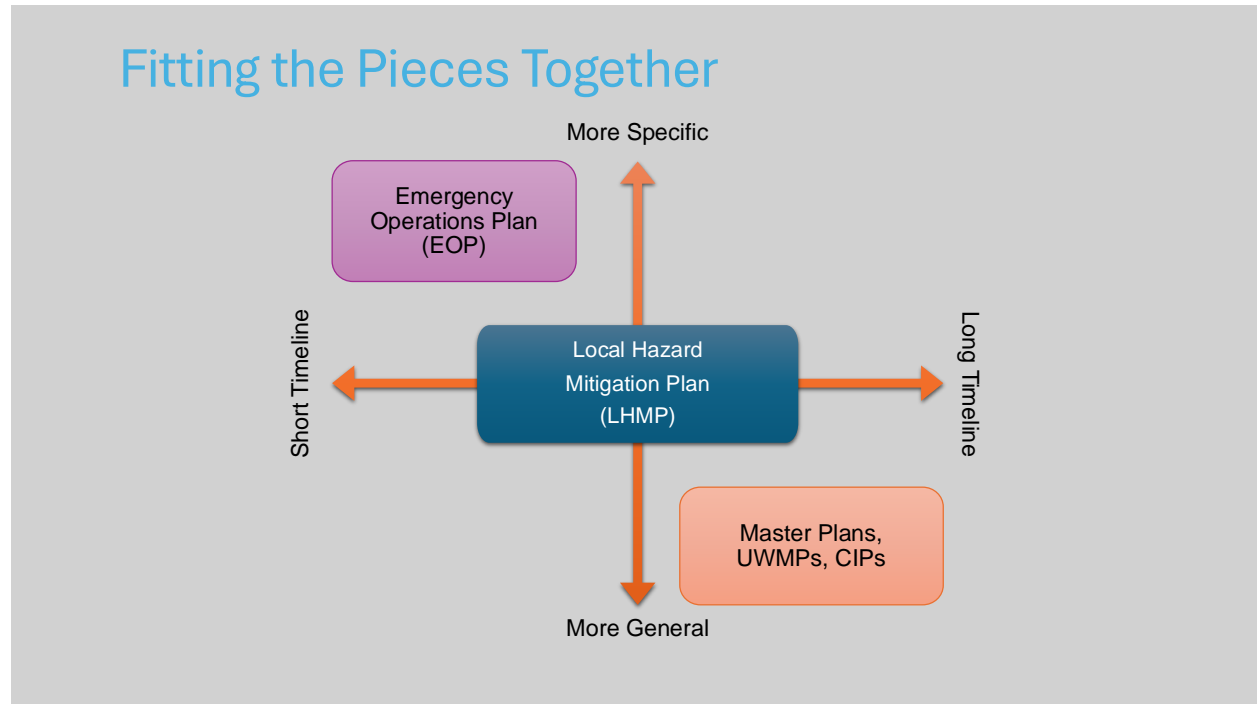 Fitting the Pieces Together
More Specific
Emergency
Operations Plan
(EOP)
Short Timeline
Local Hazard
Mitigation Plan
(LHMP)
Long Timeline
Master Plans,
UWMPs, CIPs
More General